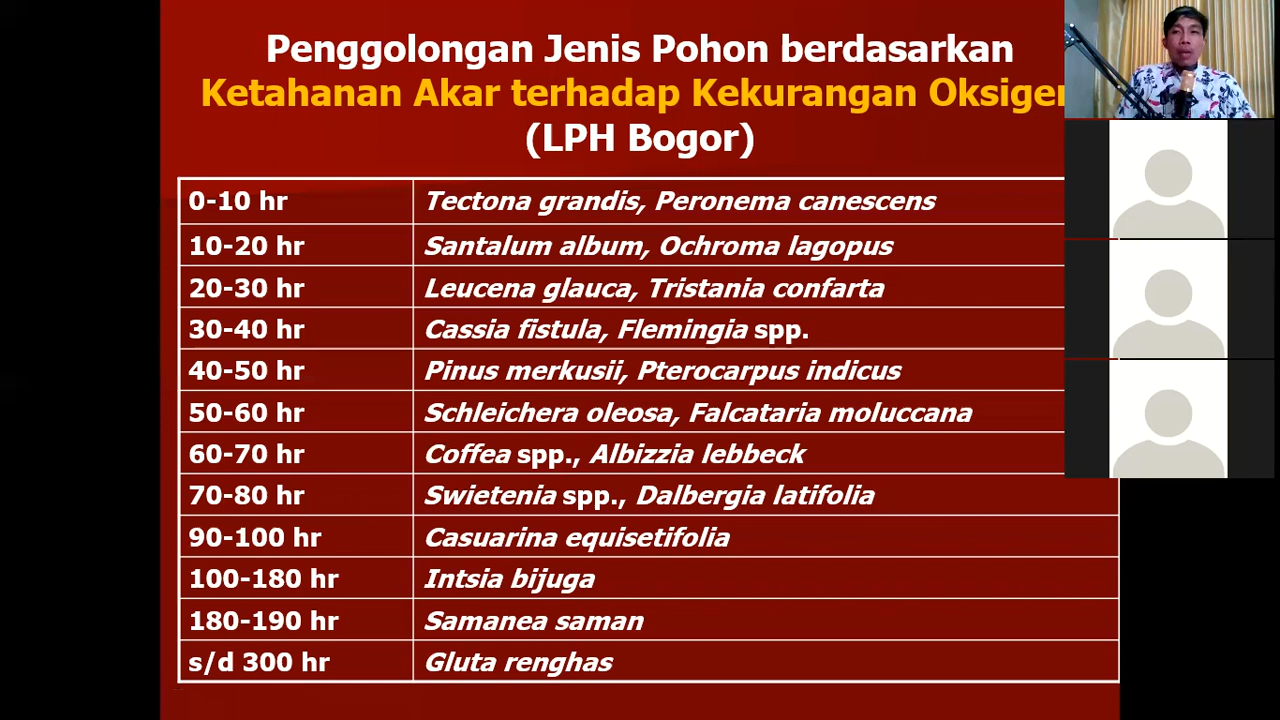 Penggolongan Jenis Pohon berdasarkan
Ketahanan Akar terhadap Kekurangan Oksigen
(LPH Bogor)
0-10 hr Tectona grandis, Peronema canescens
10-20 hr Santalum album, Ochroma lagopus
20-30 hr Leucena glauca, Tristania confarta
30-40 hr Cassia fistula, Flemingia spp.
40-50 hr Pinus merkusii, Pterocarpus indicus
50-60 hr Schleichera oleosa, Falcataria moluccana
60-70 hr Coffea spp., Albizzia lebbeck
70-80 hr Swietenia spp., Dalbergia latifolia
90-100 hr Casuarina equisetifolia
100-180 hr Intsia bijuga
180-190 hr Samanea saman
s/d 300 hr Gluta renghas